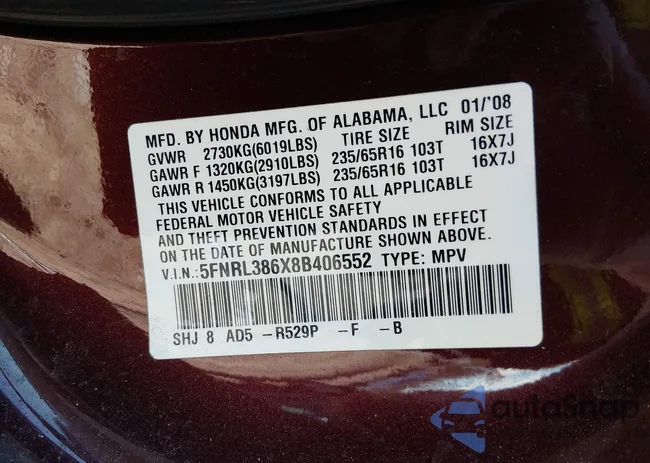 MFD. BY HONDA MFG. OF ALABAMA, LLC 01/'08
GVWR 2730KG(6019LBS) TIRE SIZE RIM SIZE
GAWR F 1320KG(2910LBS) 235/65R16 103T 16X7J
GAWR R 1450KG(3197LBS) 235/65R16 103T 16X7J
THIS VEHICLE CONFORMS TO ALL APPLICABLE
FEDERAL MOTOR VEHICLE SAFETY
AND THEFT PREVENTION STANDARDS IN EFFECT
ON THE DATE OF MANUFACTURE SHOWN ABOVE.
V.I.N.:5FNRL386X8B406552 TYPE: MPV
SHJ 8 AD5 -R529P -F -B
autoSnap